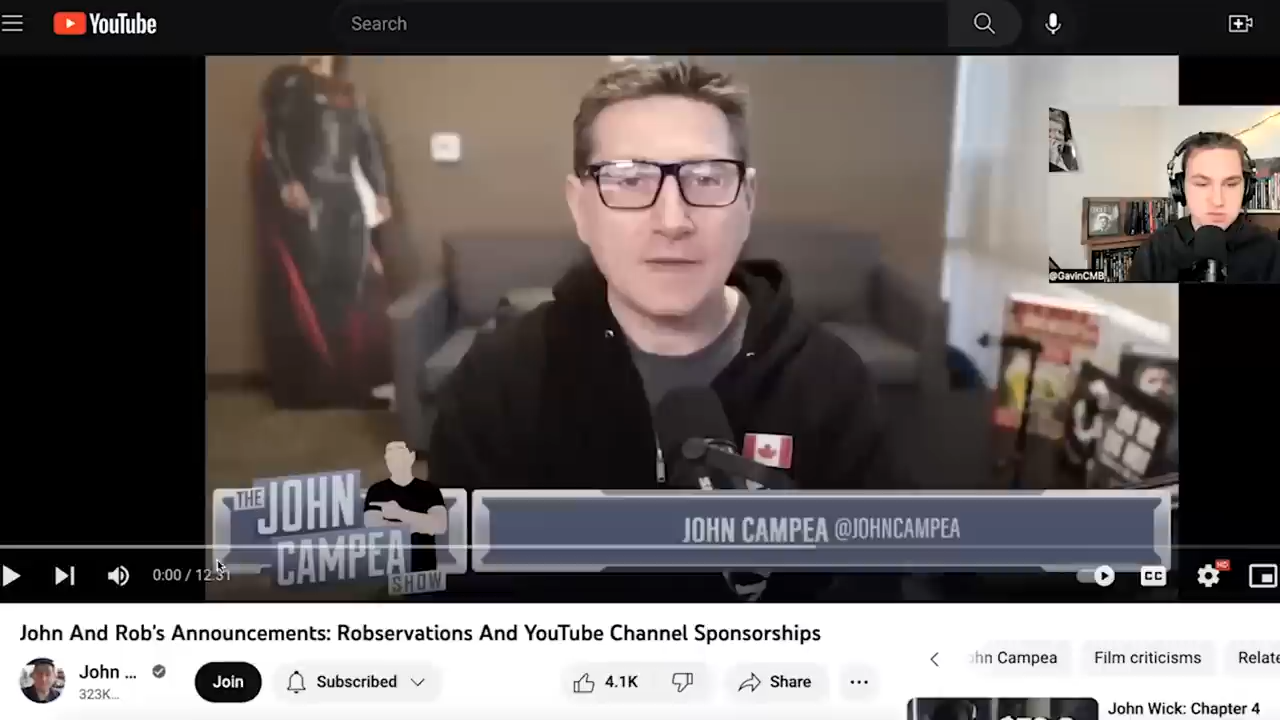 YouTube
Search
@GavinCMB
THE
JOHN
CAMPEA
SHOW
JOHN CAMPEA @JOHNCAMPEA
0:00 / 12:31
CC
HD
John And Rob's Announcements: Robservations And YouTube Channel Sponsorships
John ...
323K...
Join
Subscribed
4.1K
Share
...
hn Campea
Film criticisms
Relate
John Wick: Chapter 4